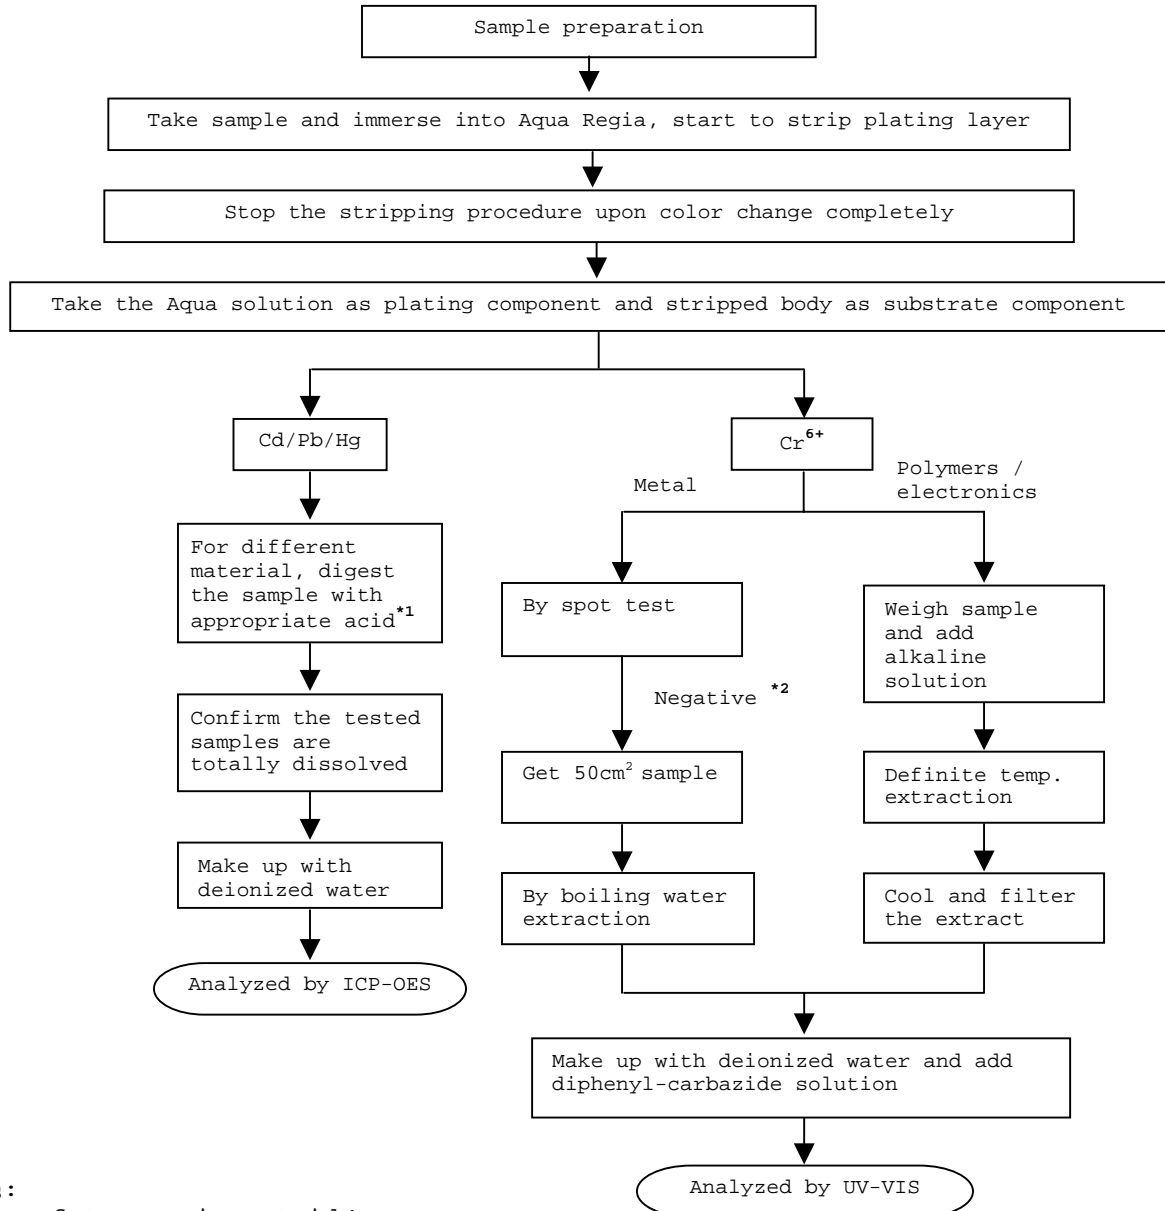 Sample preparation
Take sample and immerse into Aqua Regia, start to strip plating layer
Stop the stripping procedure upon color change completely
Take the Aqua solution as plating component and stripped body as substrate component
Cd/Pb/Hg
For different
material, digest
the sample with
appropriate acid*1
Confirm the tested
samples are
totally dissolved
Make up with
deionized water
Analyzed by ICP-OES
Cr6+
Metal
Polymers /
electronics
By spot test
Negative *2
Get 50cm2 sample
By boiling water
extraction
Weigh sample
and add
alkaline
solution
Definite temp.
extraction
Cool and filter
the extract
Make up with deionized water and add
diphenyl-carbazide solution
Analyzed by UV-VIS